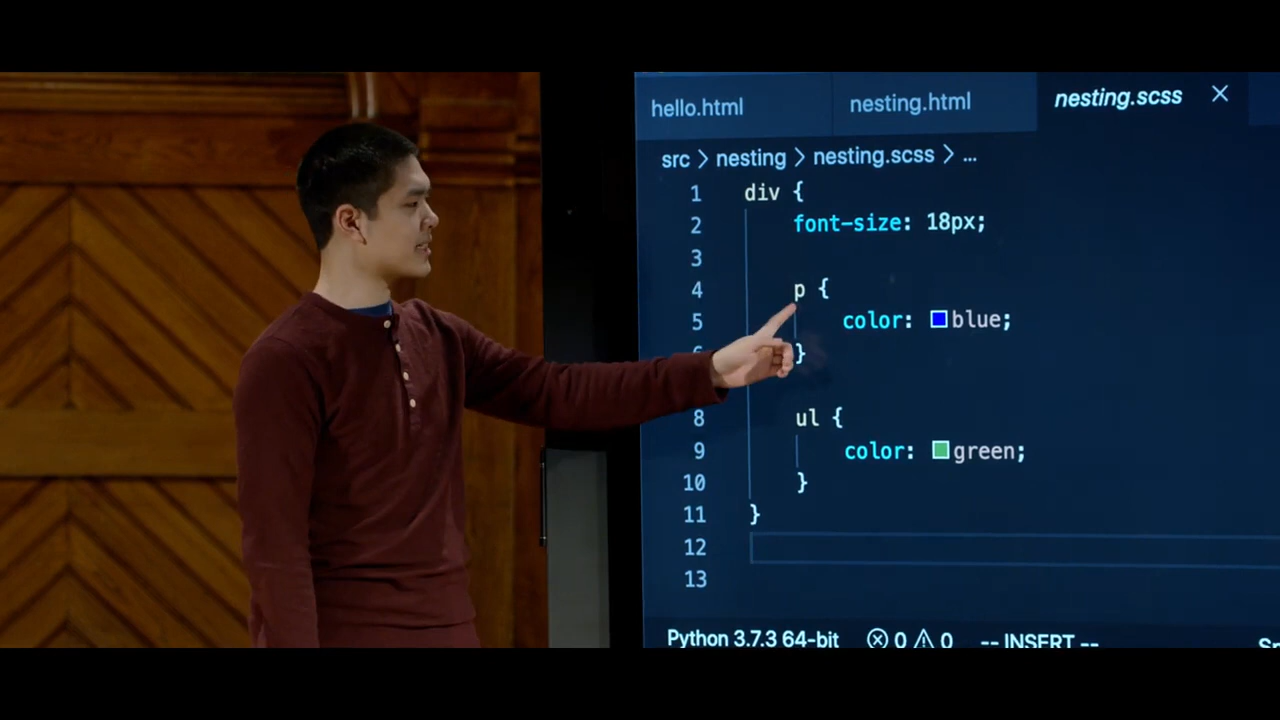 hello.html nesting.html nesting.scss
src > nesting > nesting.scss > ...
1 div {
2 font-size: 18px;
3
4 p {
5 color: blue;
}
8 ul {
9 color: green;
10 }
11 }
12
13
Python 3.7.3 64-bit 0 0 -- INSERT --